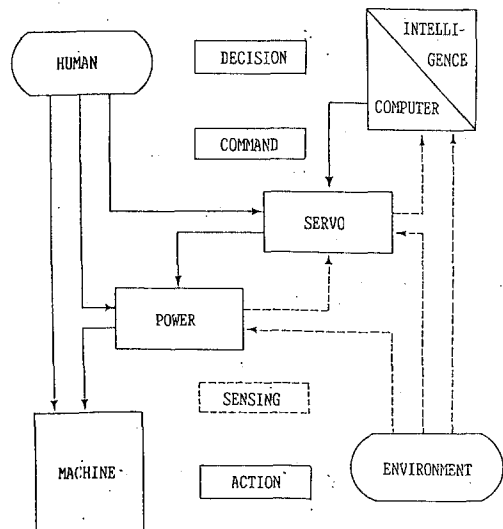 HUMAN
DECISION
INTELLI-
GENCE
COMPUTER
COMMAND
SERVO
POWER
SENSING
MACHINE
ACTION
ENVIRONMENT